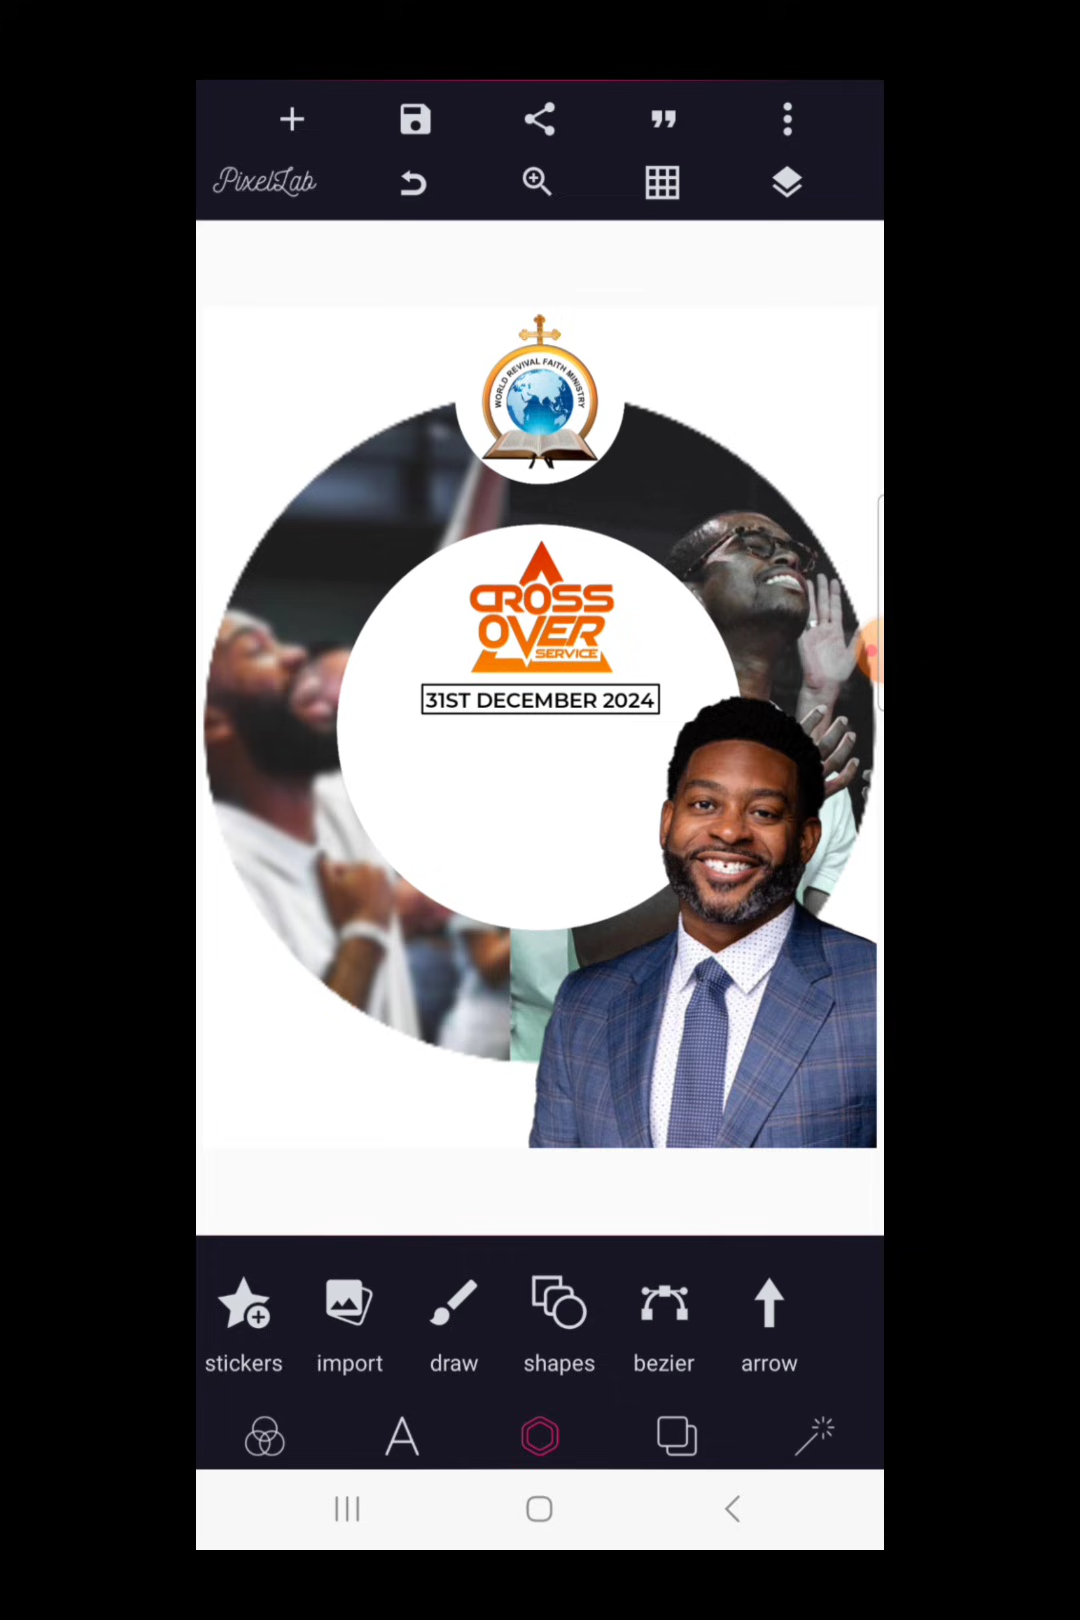 PixelLab
WORLD REVIVAL FAITH MINISTRY
CROSS
OVER
SERVICE
31ST DECEMBER 2024
stickers import draw shapes bezier arrow